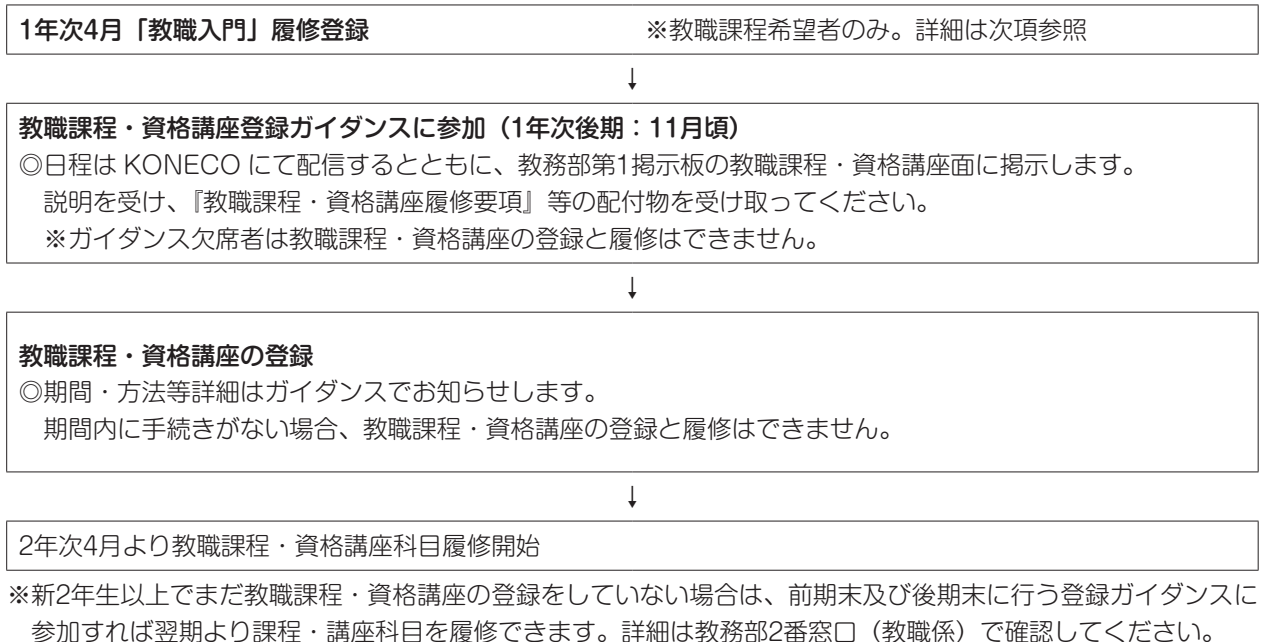 1年次4月「教職入門」履修登録　※教職課程希望者のみ。詳細は次項参照
↓
教職課程・資格講座登録ガイダンスに参加（1年次後期：11月頃）
◎日程は KONECO にて配信するとともに、教務部第1掲示板の教職課程・資格講座面に掲示します。
説明を受け、『教職課程・資格講座履修要項』等の配付物を受け取ってください。
※ガイダンス欠席者は教職課程・資格講座の登録と履修はできません。
↓
教職課程・資格講座の登録
◎期間・方法等詳細はガイダンスでお知らせします。
期間内に手続きがない場合、教職課程・資格講座の登録と履修はできません。
↓
2年次4月より教職課程・資格講座科目履修開始
※新2年生以上でまだ教職課程・資格講座の登録をしていない場合は、前期末及び後期末に行う登録ガイダンスに
参加すれば翌期より課程・講座科目を履修できます。詳細は教務部2番窓口（教職係）で確認してください。